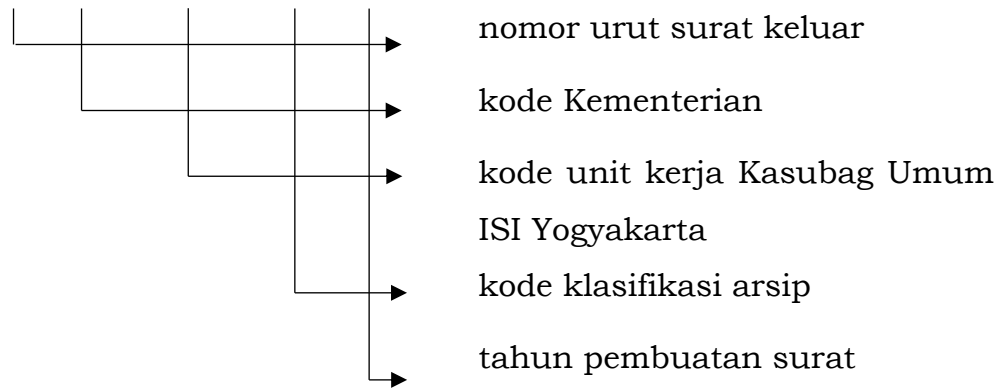 nomor urut surat keluar
kode Kementerian
kode unit kerja Kasubag Umum
ISI Yogyakarta
kode klasifikasi arsip
tahun pembuatan surat